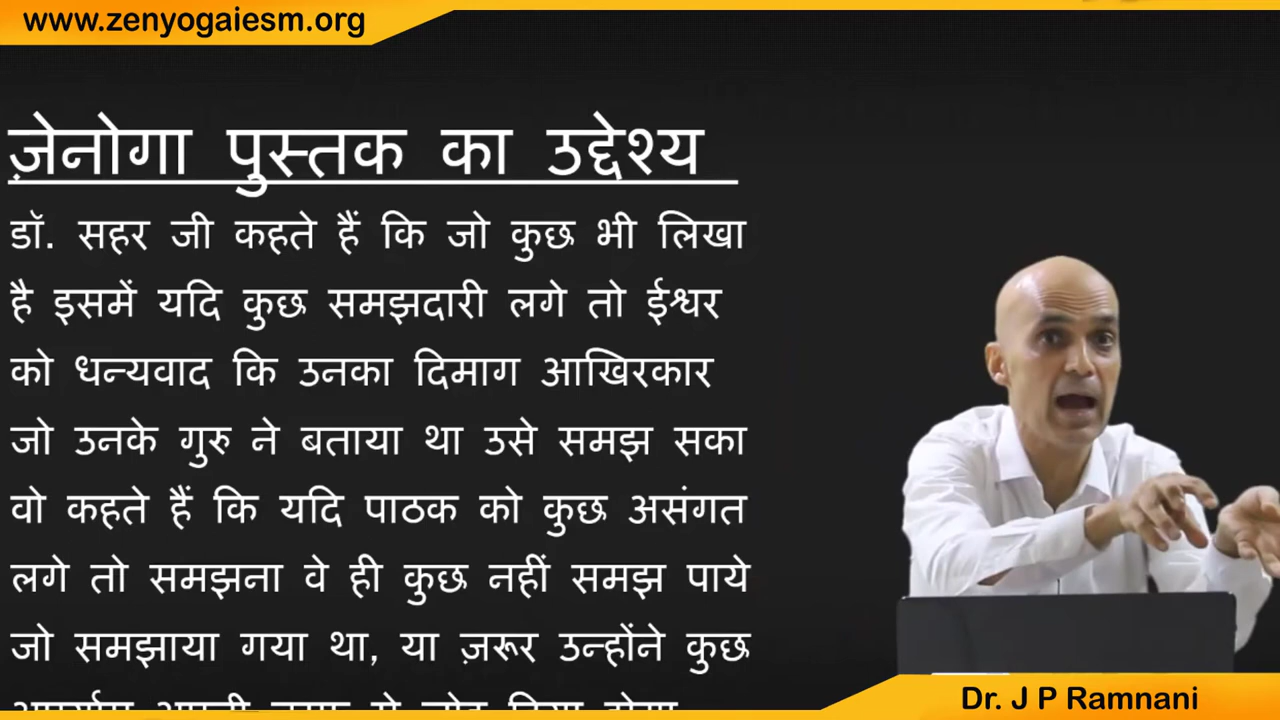 www.zenyogaiesm.org
ज़ेनोगा पुस्तक का उद्देश्य
डॉ. सहर जी कहते हैं कि जो कुछ भी लिखा
है इसमें यदि कुछ समझदारी लगे तो ईश्वर
को धन्यवाद कि उनका दिमाग आखिरकार
जो उनके गुरु ने बताया था उसे समझ सका
वो कहते हैं कि यदि पाठक को कुछ असंगत
लगे तो समझना वे ही कुछ नहीं समझ पाये
जो समझाया गया था, या ज़रूर उन्होंने कुछ
Dr. J P Ramnani